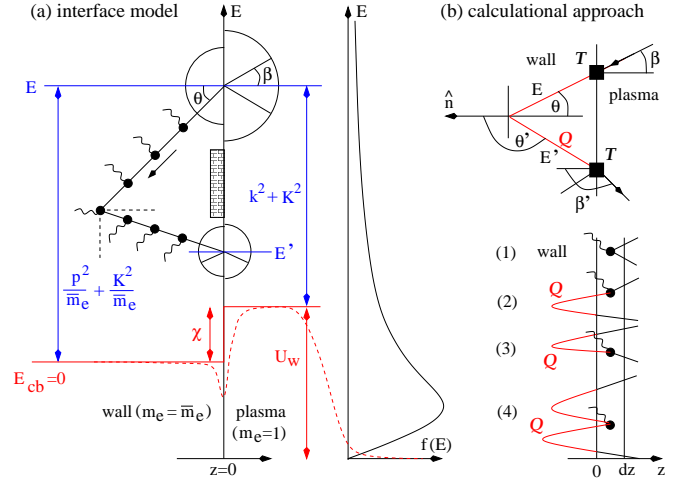 (a) interface model
E
E
θ
β
k² + K²
E'
p²/m̅e + K²/m̅e
χ
Ecb=0
Uw
wall (me = m̅e)
plasma
(me=1)
z=0
f(E)
(b) calculational approach
T
wall
β
plasma
E
n̂
θ
θ'
Q
E'
T
β'
(1)
wall
Q
(2)
(3)
Q
(4)
Q
0
dz
z